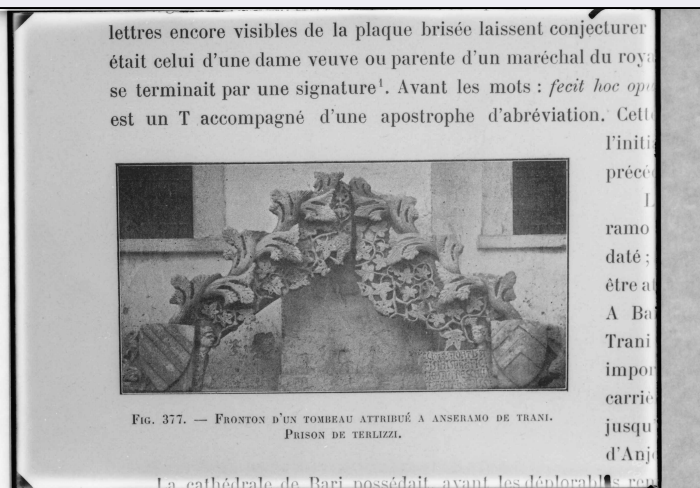 lettres encore visibles de la plaque brisée laissent conjecturer
était celui d'une dame veuve ou parente d'un maréchal du roya
se terminait par une signature¹. Avant les mots : fecit hoc op
est un T accompagné d'une apostrophe d'abréviation. Cett
l'initi
précé
L
ramo
daté ;
être a
A Ba
Trani
impor
carriè
jusqu'
d'Anj
FIG. 377. — FRONTON D'UN TOMBEAU ATTRIBUÉ A ANSERAMO DE TRANI.
PRISON DE TERLIZZI.
La cathédrale de Bari possédait, avant les déplorables rem